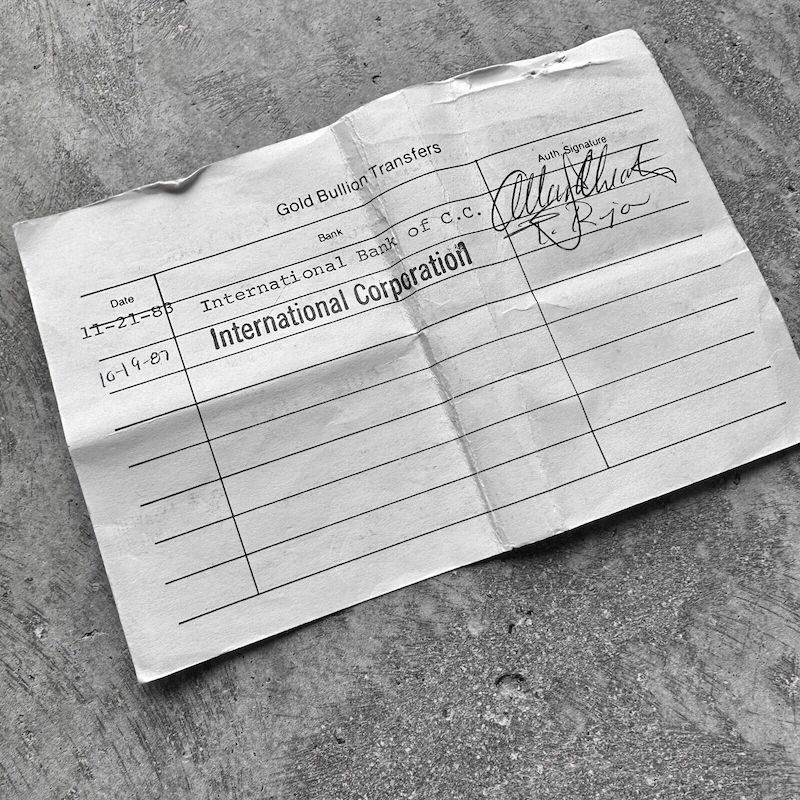 Gold Bullion Transfers
Date Bank Auth. Signature
11-21-83 International Bank of C.C.
10-19-87 International Corporation